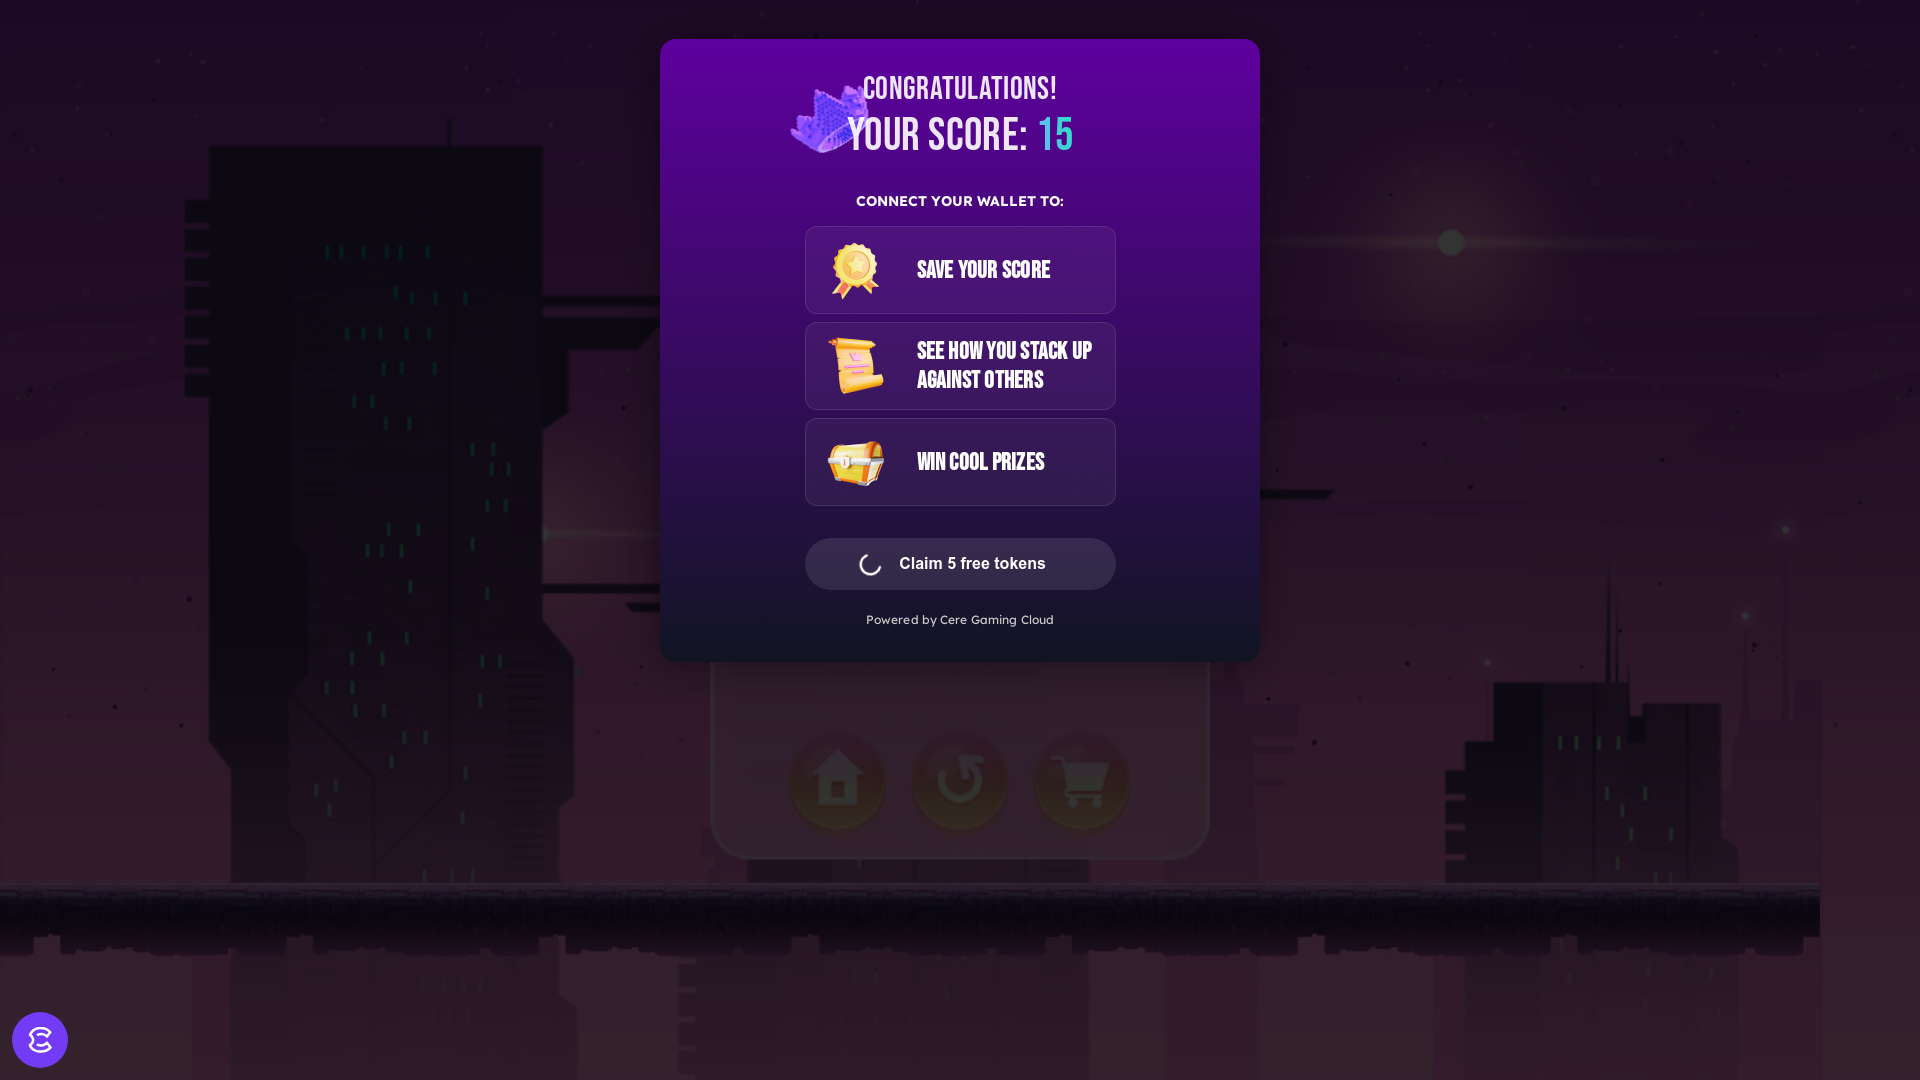 CONGRATULATIONS!
YOUR SCORE: 15
CONNECT YOUR WALLET TO:
SAVE YOUR SCORE
SEE HOW YOU STACK UP
AGAINST OTHERS
WIN COOL PRIZES
Claim 5 free tokens
Powered by Cere Gaming Cloud